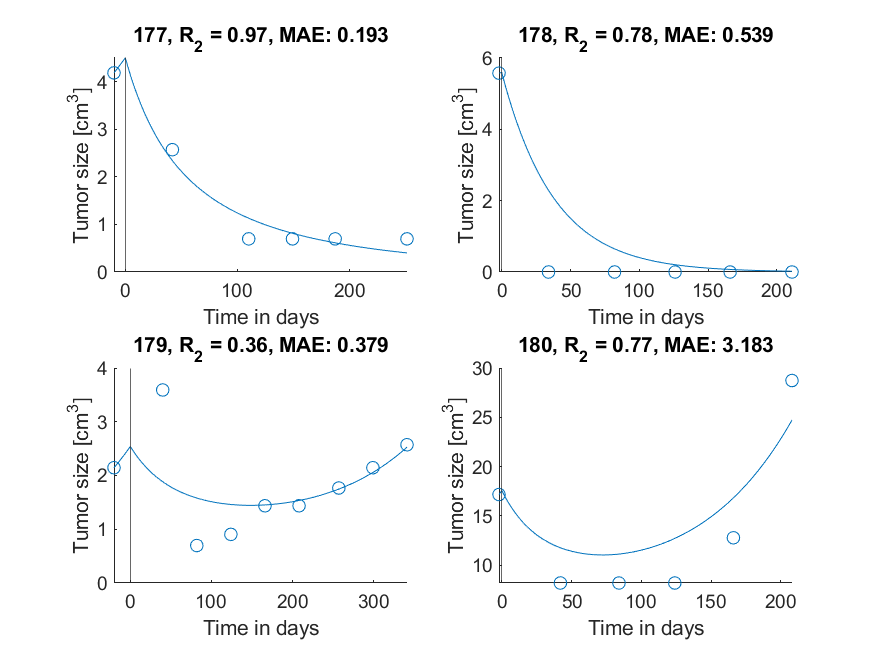 177, R2 = 0.97, MAE: 0.193
Tumor size [cm3]
4
3
2
1
0
0 100 200
Time in days
178, R2 = 0.78, MAE: 0.539
Tumor size [cm3]
6
4
2
0
0 50 100 150 200
Time in days
179, R2 = 0.36, MAE: 0.379
Tumor size [cm3]
4
3
2
1
0
0 100 200 300
Time in days
180, R2 = 0.77, MAE: 3.183
Tumor size [cm3]
30
25
20
15
10
0 50 100 150 200
Time in days